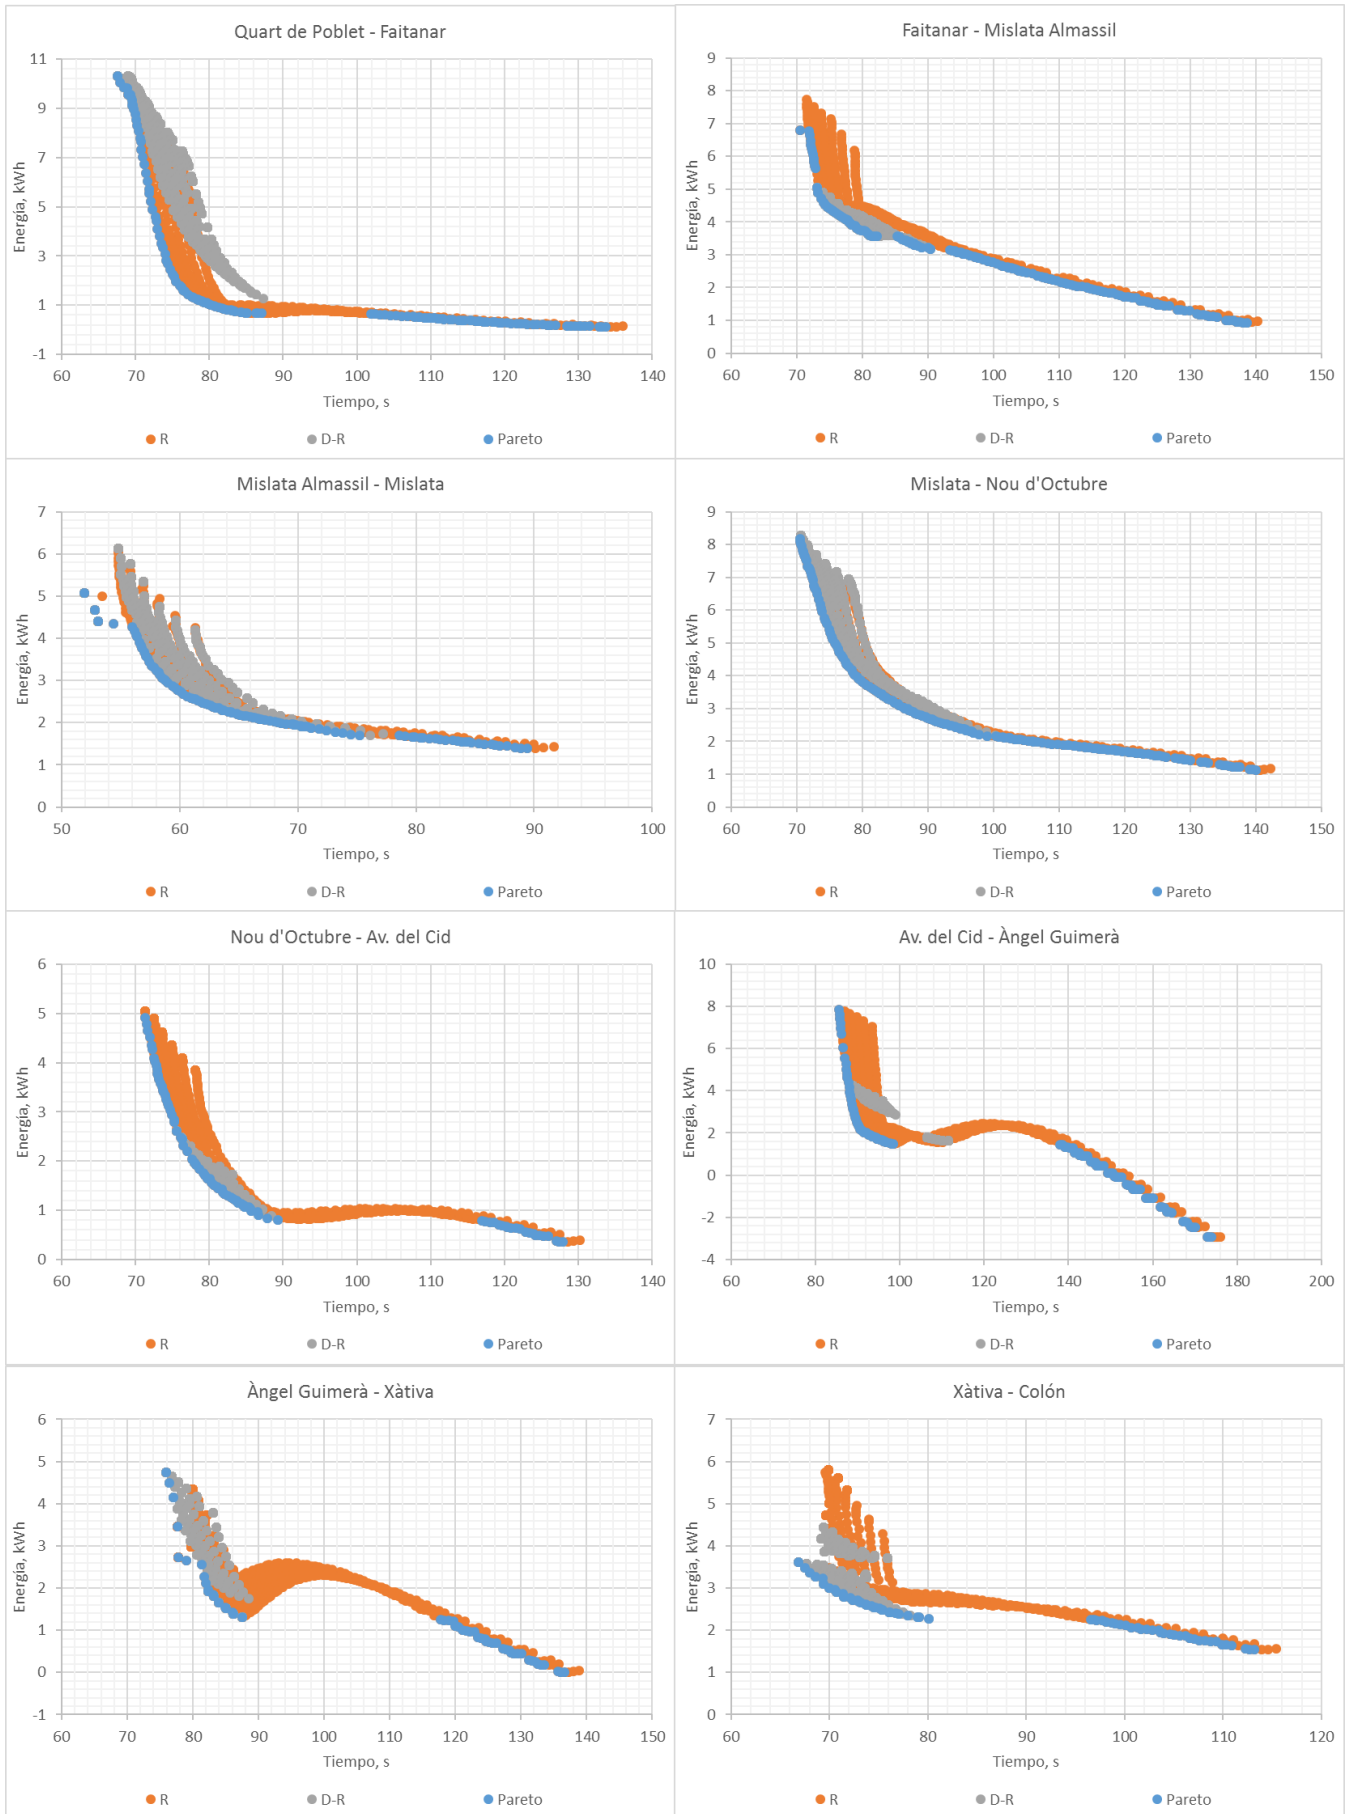 Quart de Poblet - Faitanar
Energía, kWh
11
9
7
5
3
1
-1
60 70 80 90 100 110 120 130 140
Tiempo, s
R D-R Pareto
Faitanar - Mislata Almassil
Energía, kWh
9
8
7
6
5
4
3
2
1
0
60 70 80 90 100 110 120 130 140 150
Tiempo, s
R D-R Pareto
Mislata Almassil - Mislata
Energía, kWh
7
6
5
4
3
2
1
0
50 60 70 80 90 100
Tiempo, s
R D-R Pareto
Mislata - Nou d'Octubre
Energía, kWh
9
8
7
6
5
4
3
2
1
0
60 70 80 90 100 110 120 130 140 150
Tiempo, s
R D-R Pareto
Nou d'Octubre - Av. del Cid
Energía, kWh
6
5
4
3
2
1
0
60 70 80 90 100 110 120 130 140
Tiempo, s
R D-R Pareto
Av. del Cid - Àngel Guimerà
Energía, kWh
10
8
6
4
2
0
-2
-4
60 80 100 120 140 160 180 200
Tiempo, s
R D-R Pareto
Àngel Guimerà - Xàtiva
Energía, kWh
6
5
4
3
2
1
0
-1
60 70 80 90 100 110 120 130 140 150
Tiempo, s
R D-R Pareto
Xàtiva - Colón
Energía, kWh
7
6
5
4
3
2
1
0
60 70 80 90 100 110 120
Tiempo, s
R D-R Pareto